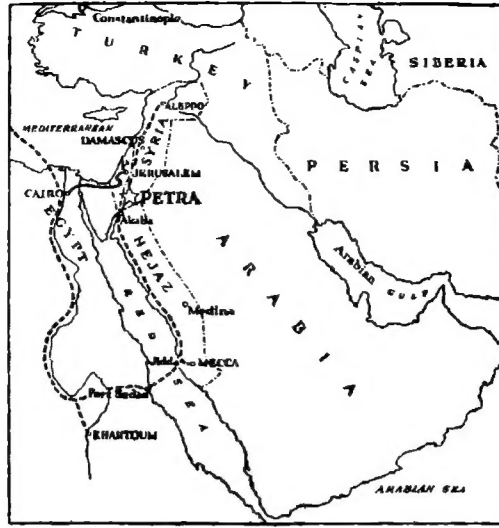 Constantinople
TURKEY
CASPIAN SEA
SIBERIA
ALEPPO
MEDITERRANEAN
DAMASCUS
SYRIA
PERSIA
JERUSALEM
CAIRO
PETRA
Akaba
EGYPT
HEJAZ
ARABIA
Arabian GULF
RED SEA
Medina
MECCA
Port Sudan
KHARTOUM
ARABIAN SEA